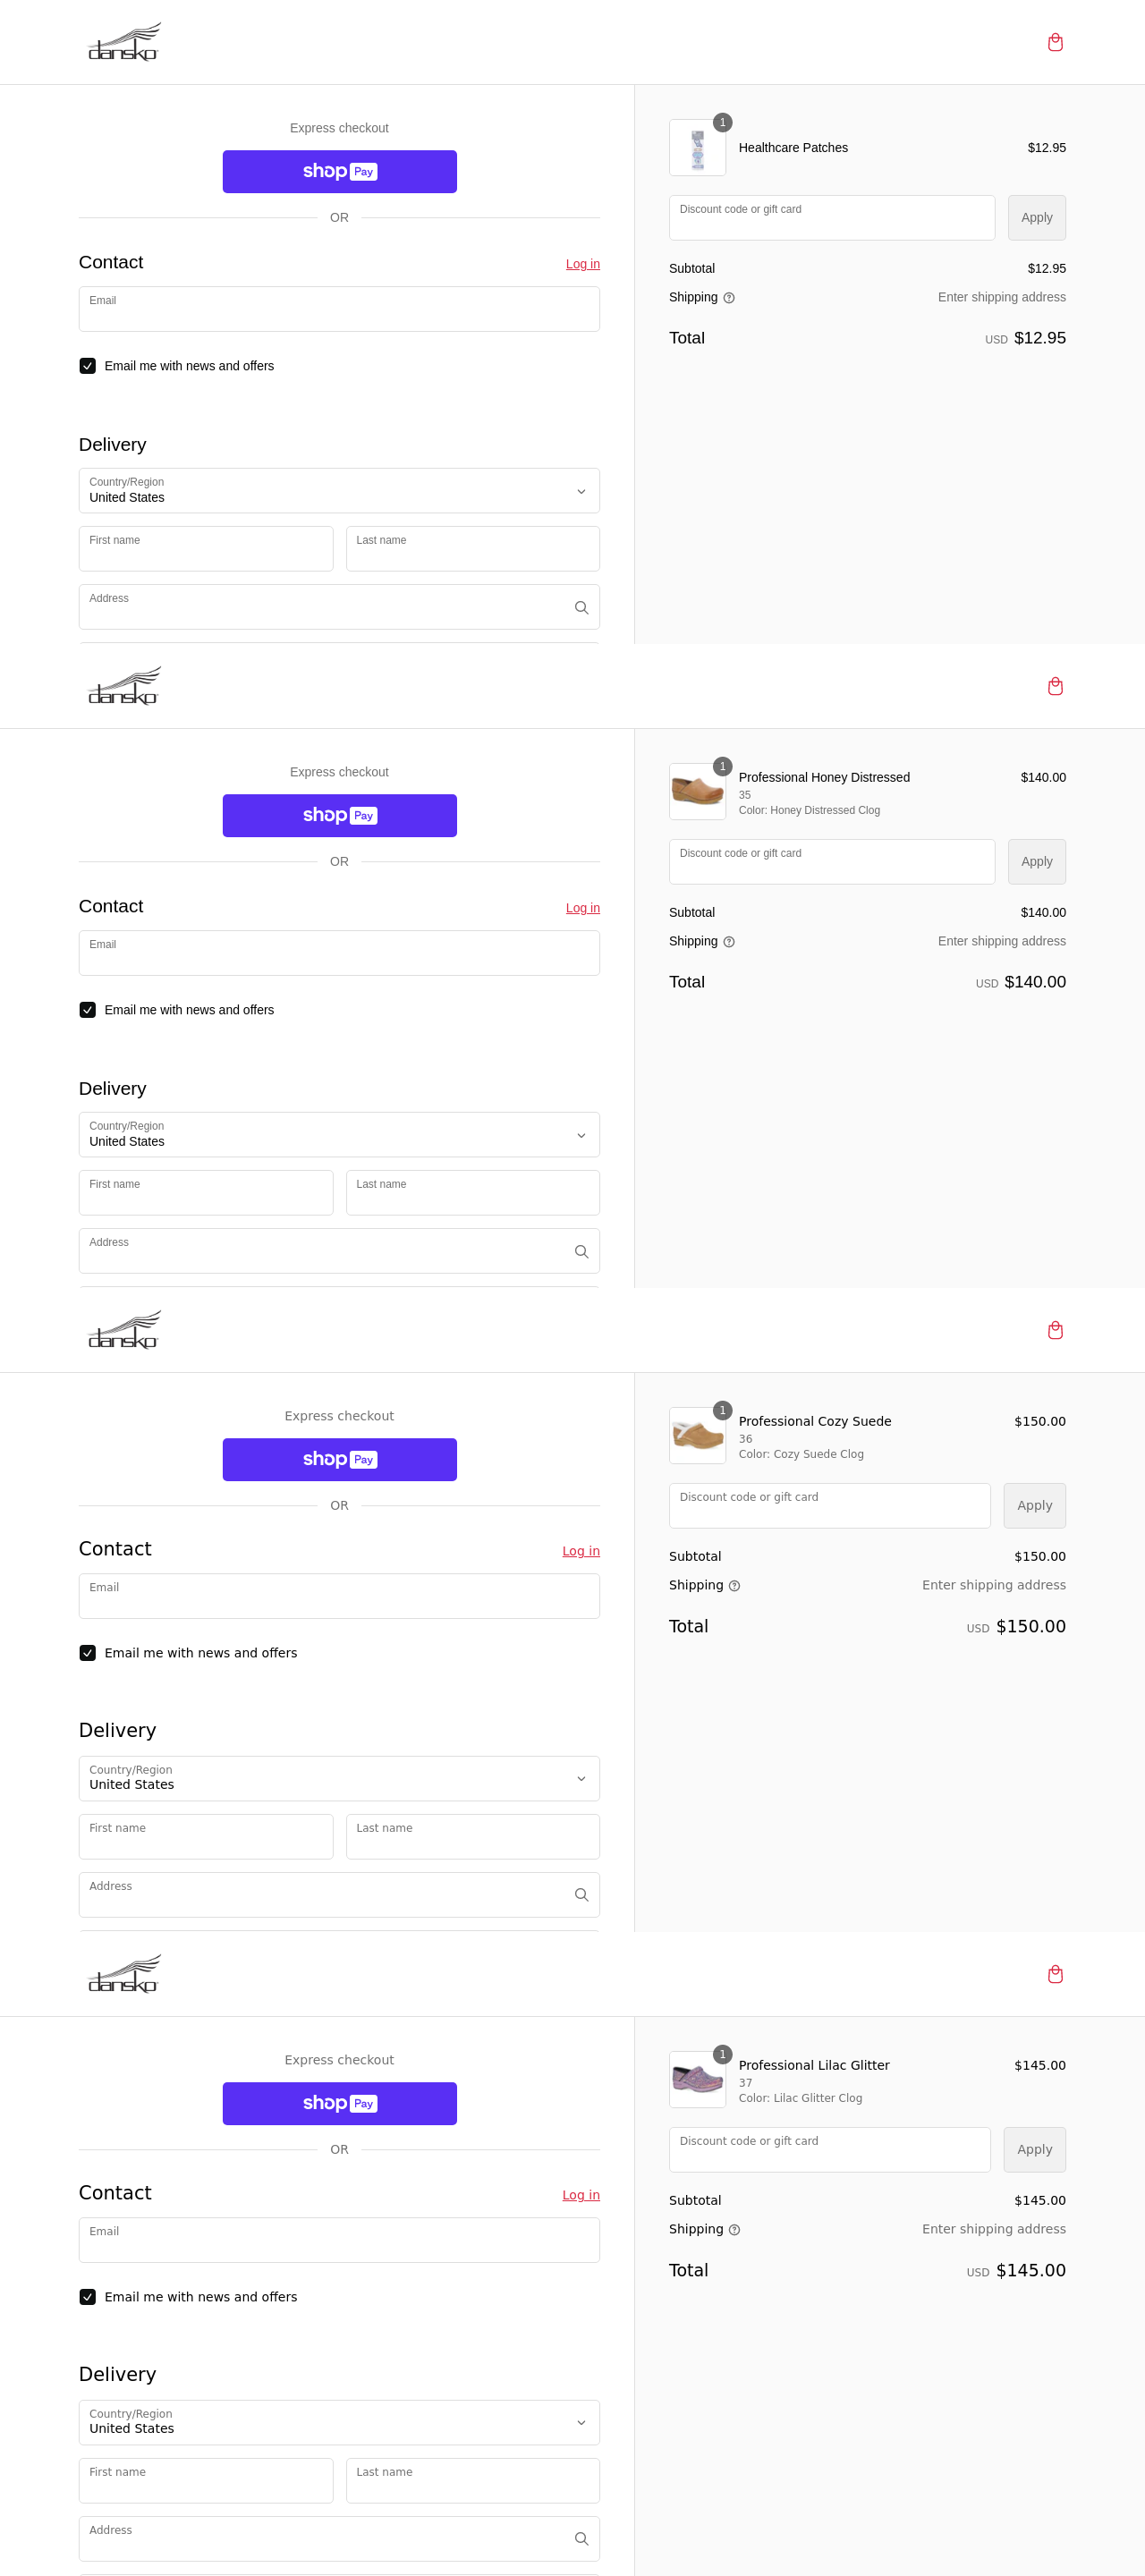 dansko
Express checkout
shop Pay
OR
Contact
Log in
Email
Email me with news and offers
Delivery
Country/Region
United States
First name
Last name
Address
1
Healthcare Patches
$12.95
Discount code or gift card
Apply
Subtotal
$12.95
Shipping
Enter shipping address
Total
USD $12.95
dansko
Express checkout
shop Pay
OR
Contact
Log in
Email
Email me with news and offers
Delivery
Country/Region
United States
First name
Last name
Address
1
Professional Honey Distressed
$140.00
35
Color: Honey Distressed Clog
Discount code or gift card
Apply
Subtotal
$140.00
Shipping
Enter shipping address
Total
USD $140.00
dansko
Express checkout
shop Pay
OR
Contact
Log in
Email
Email me with news and offers
Delivery
Country/Region
United States
First name
Last name
Address
1
Professional Cozy Suede
$150.00
36
Color: Cozy Suede Clog
Discount code or gift card
Apply
Subtotal
$150.00
Shipping
Enter shipping address
Total
USD $150.00
dansko
Express checkout
shop Pay
OR
Contact
Log in
Email
Email me with news and offers
Delivery
Country/Region
United States
First name
Last name
Address
1
Professional Lilac Glitter
$145.00
37
Color: Lilac Glitter Clog
Discount code or gift card
Apply
Subtotal
$145.00
Shipping
Enter shipping address
Total
USD $145.00